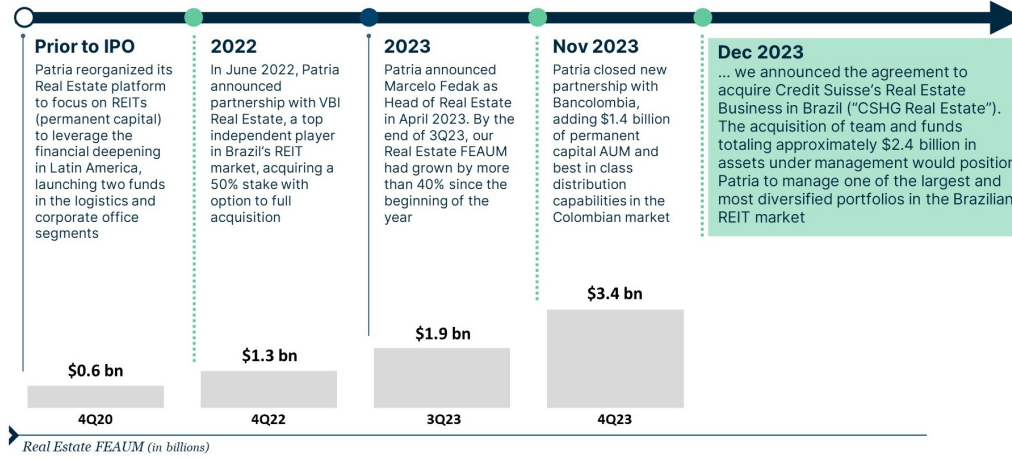 Prior to IPO
Patria reorganized its
Real Estate platform
to focus on REITs
(permanent capital)
to leverage the
financial deepening
in Latin America,
launching two funds
in the logistics and
corporate office
segments
2022
In June 2022, Patria
announced
partnership with VBI
Real Estate, a top
independent player
in Brazil's REIT
market, acquiring a
50% stake with
option to full
acquisition
2023
Patria announced
Marcelo Fedak as
Head of Real Estate
in April 2023. By the
end of 3Q23, our
Real Estate FEAUM
had grown by more
than 40% since the
beginning of the
year
Nov 2023
Patria closed new
partnership with
Bancolombia,
adding $1.4 billion
of permanent
capital AUM and
best in class
distribution
capabilities in the
Colombian market
Dec 2023
... we announced the agreement to
acquire Credit Suisse's Real Estate
Business in Brazil ("CSHG Real Estate").
The acquisition of team and funds
totaling approximately $2.4 billion in
assets under management would position
Patria to manage one of the largest and
most diversified portfolios in the Brazilian
REIT market
$0.6 bn
$1.3 bn
$1.9 bn
$3.4 bn
4Q20
4Q22
3Q23
4Q23
Real Estate FEAUM (in billions)